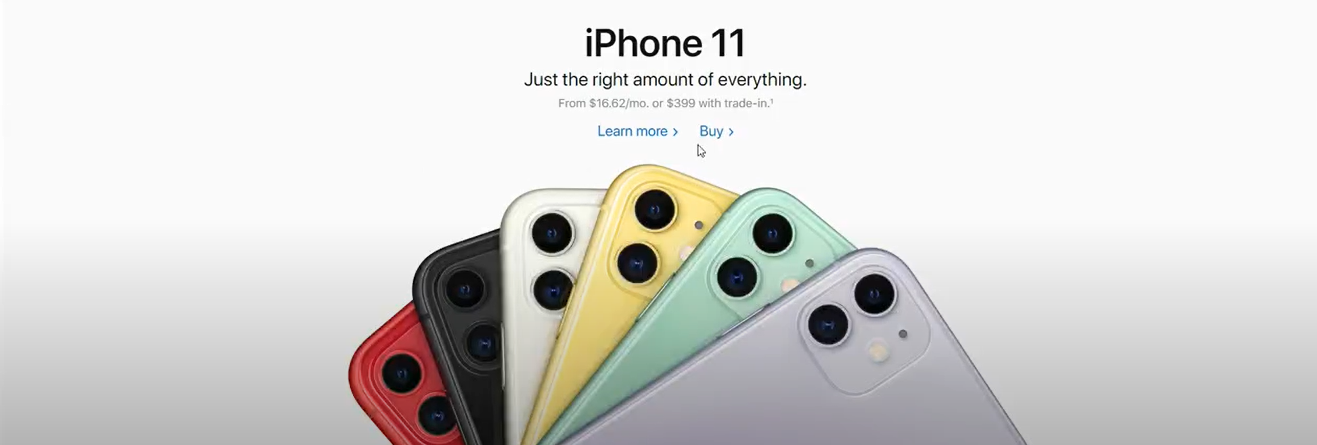 iPhone 11
Just the right amount of everything.
From $16.62/mo. or $399 with trade-in.¹
Learn more > Buy >